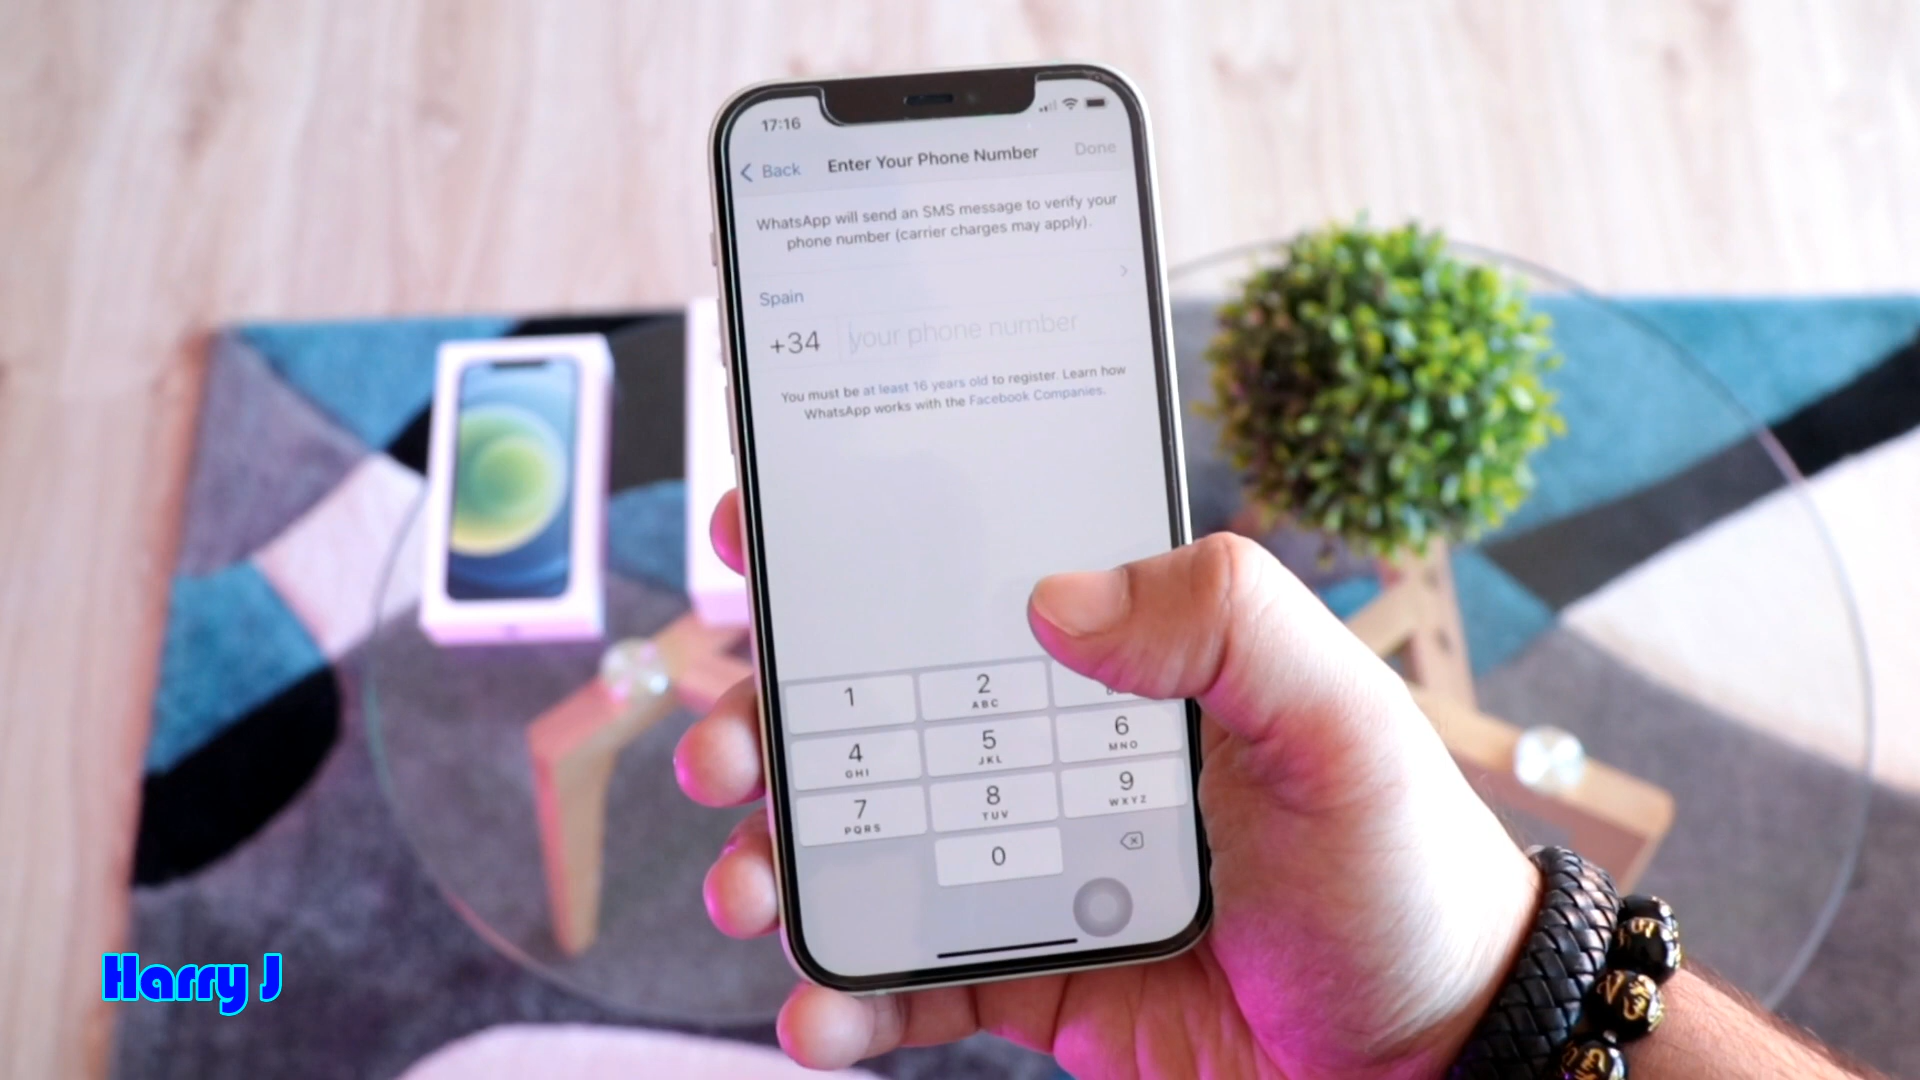 17:16
Back
Enter Your Phone Number
Done
WhatsApp will send an SMS message to verify your
phone number (carrier charges may apply).
Spain
+34
your phone number
You must be at least 16 years old to register. Learn how
WhatsApp works with the Facebook Companies.
1
2
ABC
4
GHI
5
JKL
6
MNO
7
PQRS
8
TUV
9
WXYZ
0
Harry J